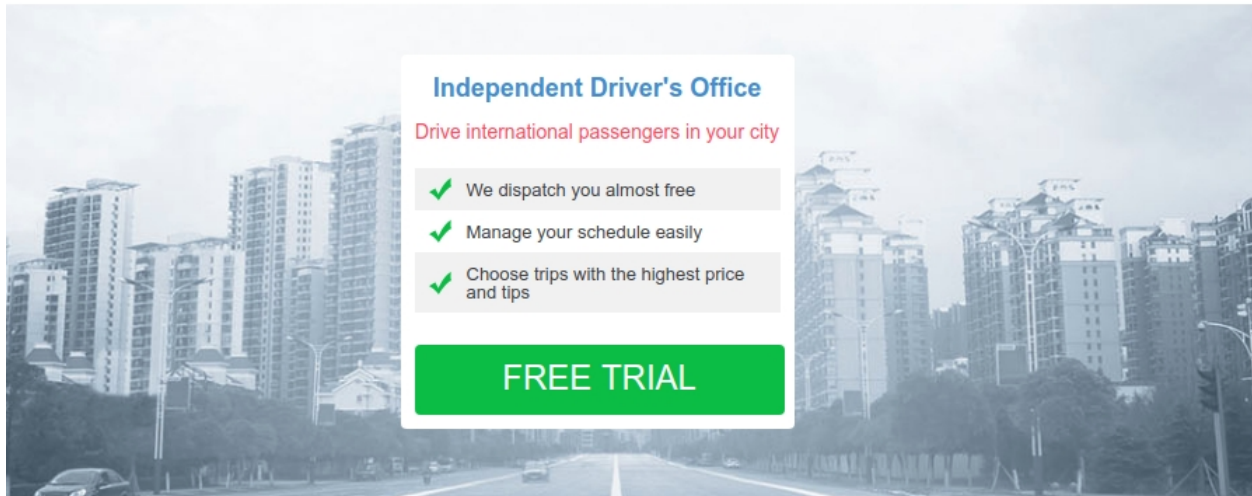 Independent Driver's Office
Drive international passengers in your city
We dispatch you almost free
Manage your schedule easily
Choose trips with the highest price
and tips
FREE TRIAL